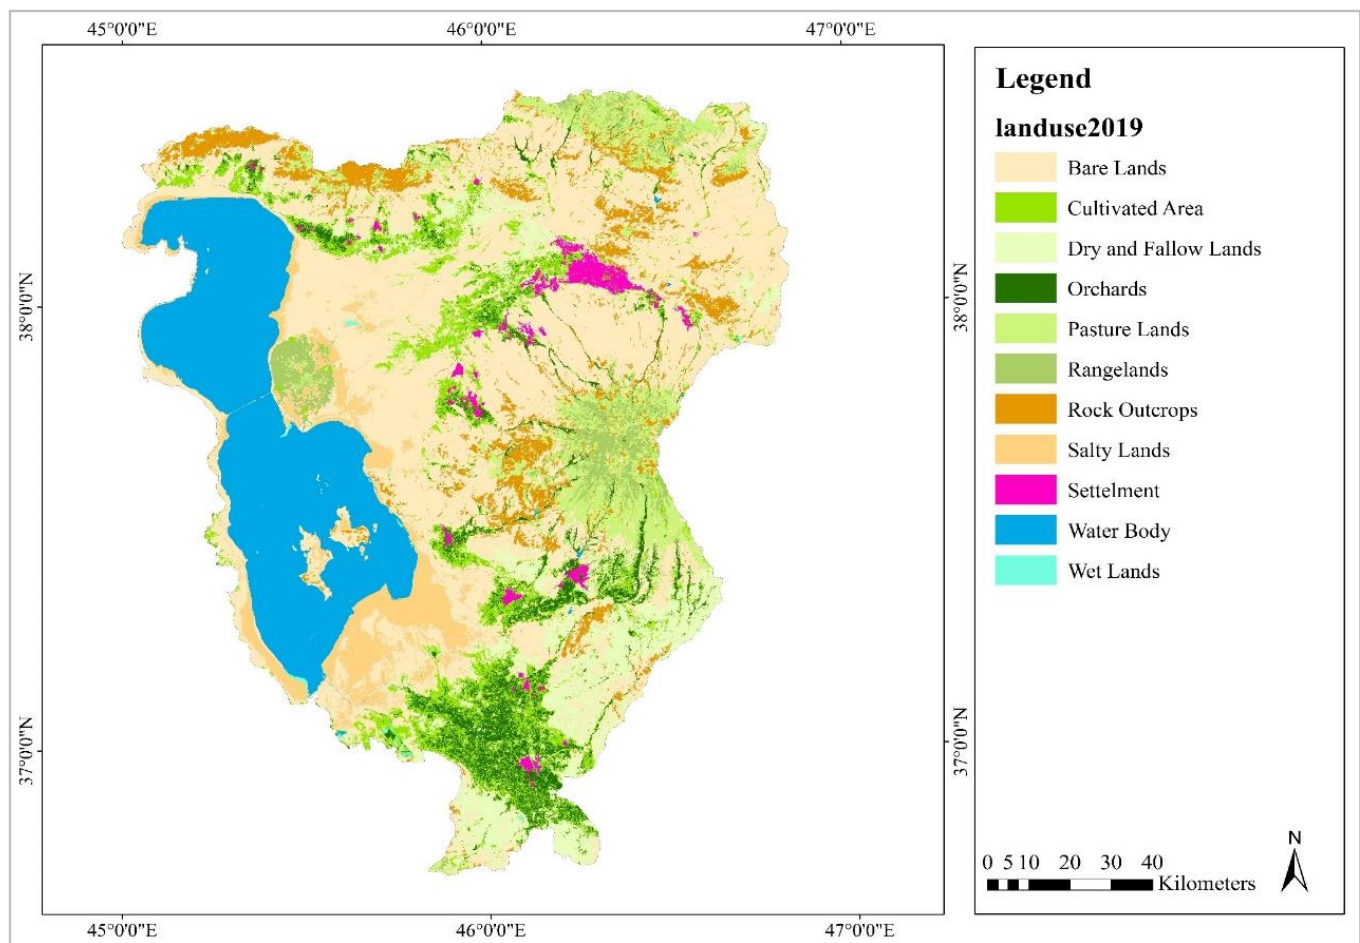 45°0'0"E 46°0'0"E 47°0'0"E
38°0'0"N
37°0'0"N
38°0'0"N
37°0'0"N
45°0'0"E 46°0'0"E 47°0'0"E
Legend
landuse2019
Bare Lands
Cultivated Area
Dry and Fallow Lands
Orchards
Pasture Lands
Rangelands
Rock Outcrops
Salty Lands
Settelment
Water Body
Wet Lands
N
0 5 10 20 30 40
Kilometers